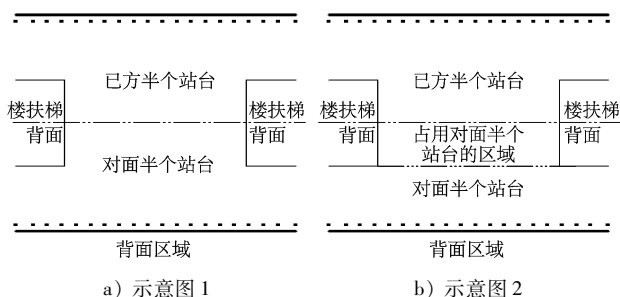 已方半个站台
已方半个站台
楼扶梯
背面
楼扶梯
背面
楼扶梯
背面
占用对面半个
站台的区域
楼扶梯
背面
对面半个站台
对面半个站台
背面区域
背面区域
a）示意图1
b）示意图2